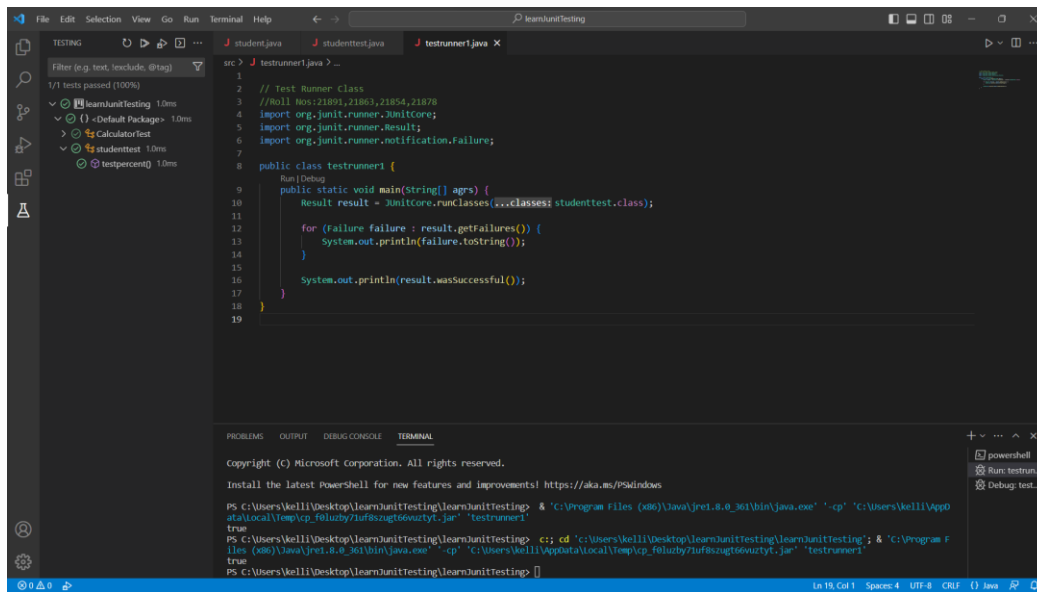 File Edit Selection View Go Run Terminal Help
learnJunitTesting
TESTING
Filter (e.g. text, !exclude, @tag)
1/1 tests passed (100%)
learnJunitTesting 1.0ms
{} <Default Package> 1.0ms
CalculatorTest
studenttest 1.0ms
testpercent() 1.0ms
J student.java
J studenttest.java
J testrunner1.java
src > J testrunner1.java > ...
1
2 // Test Runner Class
3 //Roll Nos:21891,21863,21854,21878
4 import org.junit.runner.JUnitCore;
5 import org.junit.runner.Result;
6 import org.junit.runner.notification.Failure;
7
8 public class testrunner1 {
Run | Debug
9 public static void main(String[] agrs) {
10 Result result = JUnitCore.runClasses(...classes: studenttest.class);
11
12 for (Failure failure : result.getFailures()) {
13 System.out.println(failure.toString());
14 }
15
16 System.out.println(result.wasSuccessful());
17 }
18 }
19
PROBLEMS OUTPUT DEBUG CONSOLE TERMINAL
Copyright (C) Microsoft Corporation. All rights reserved.
Install the latest PowerShell for new features and improvements! https://aka.ms/PSWindows
PS C:\Users\kelli\Desktop\learnJunitTesting\learnJunitTesting> & 'C:\Program Files (x86)\Java\jre1.8.0_361\bin\java.exe' '-cp' 'C:\Users\kelli\AppD
ata\Local\Temp\cp_f0luzby71uf8szugt66vuztyt.jar' 'testrunner1'
true
PS C:\Users\kelli\Desktop\learnJunitTesting\learnJunitTesting> c:; cd 'c:\Users\kelli\Desktop\learnJunitTesting\learnJunitTesting'; & 'C:\Program F
iles (x86)\Java\jre1.8.0_361\bin\java.exe' '-cp' 'C:\Users\kelli\AppData\Local\Temp\cp_f0luzby71uf8szugt66vuztyt.jar' 'testrunner1'
true
PS C:\Users\kelli\Desktop\learnJunitTesting\learnJunitTesting>
powershell
Run: testrun...
Debug: test...
0 0
Ln 19, Col 1 Spaces: 4 UTF-8 CRLF {} Java